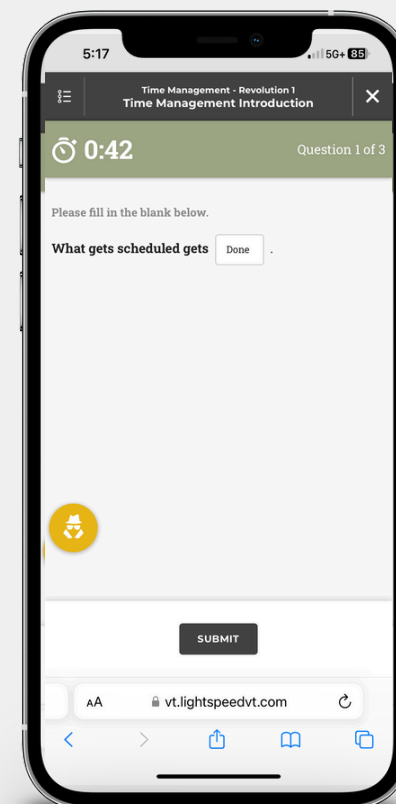 5:17
5G+ 85
Time Management - Revolution 1
Time Management Introduction
0:42
Question 1 of 3
Please fill in the blank below.
What gets scheduled gets Done .
SUBMIT
AA
vt.lightspeedvt.com